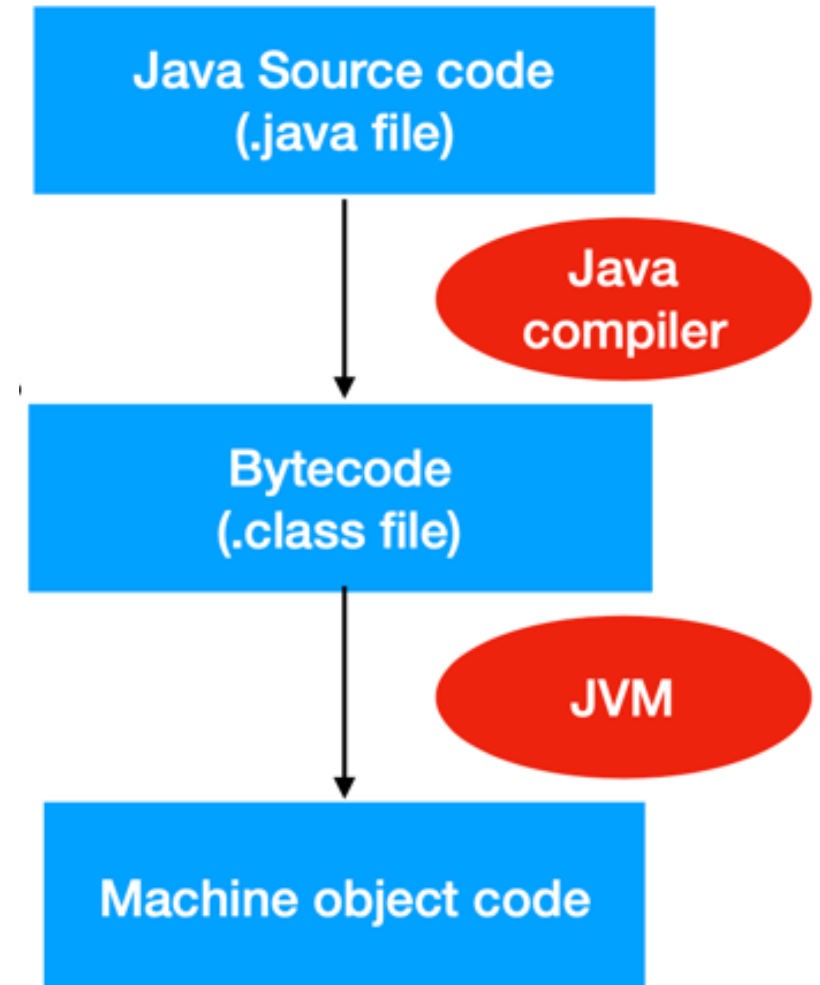 Java Source code
(.java file)
Java
compiler
Bytecode
(.class file)
JVM
Machine object code